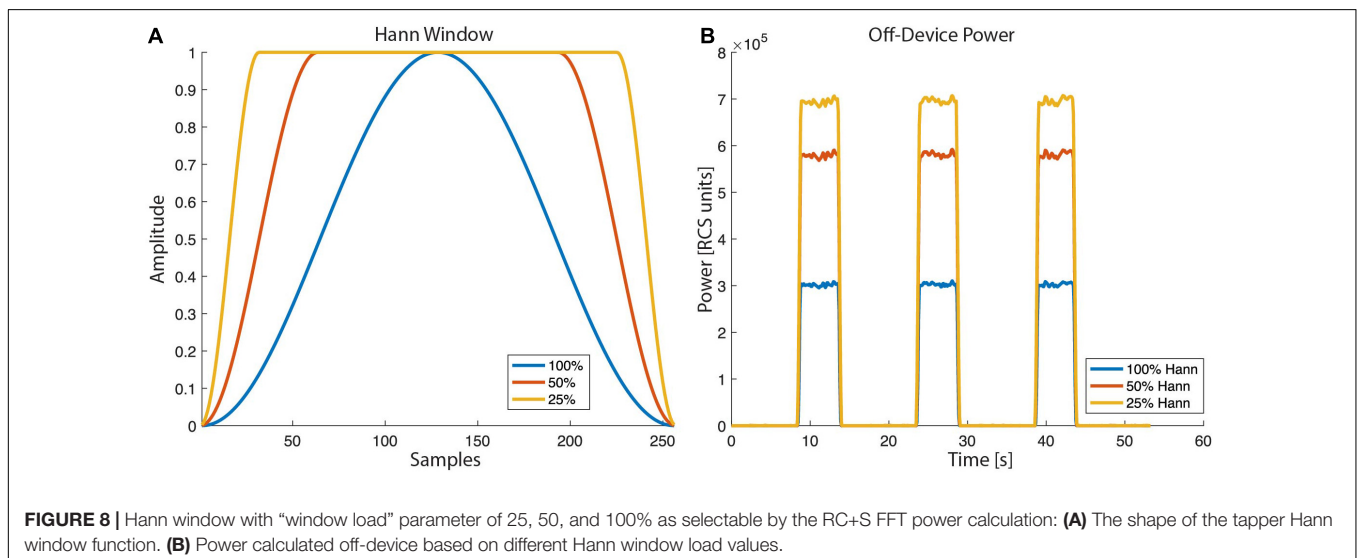 A
Hann Window
1
0.9
0.8
0.7
0.6
0.5
0.4
0.3
0.2
0.1
0
Amplitude
50
100
150
200
250
Samples
100%
50%
25%
B
Off-Device Power
×10⁵
8
7
6
5
4
3
2
1
0
Power [RCS units]
0
10
20
30
40
50
60
Time [s]
100% Hann
50% Hann
25% Hann
FIGURE 8 | Hann window with “window load” parameter of 25, 50, and 100% as selectable by the RC+S FFT power calculation: (A) The shape of the tapper Hann
window function. (B) Power calculated off-device based on different Hann window load values.